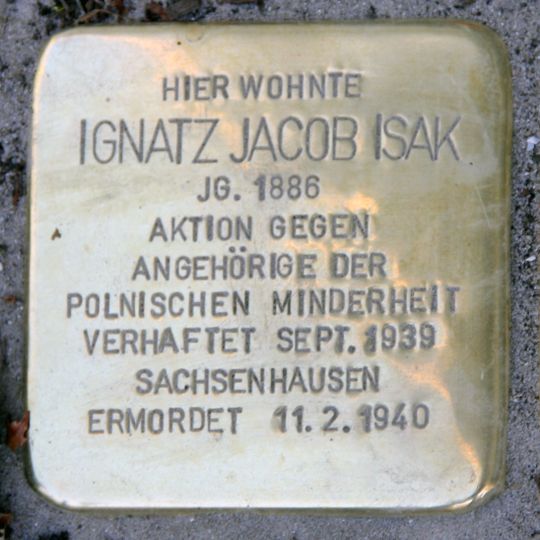 HIER WOHNTE
IGNATZ JACOB ISAK
JG. 1886
AKTION GEGEN
ANGEHÖRIGE DER
POLNISCHEN MINDERHEIT
VERHAFTET SEPT. 1939
SACHSENHAUSEN
ERMORDET 11. 2. 1940